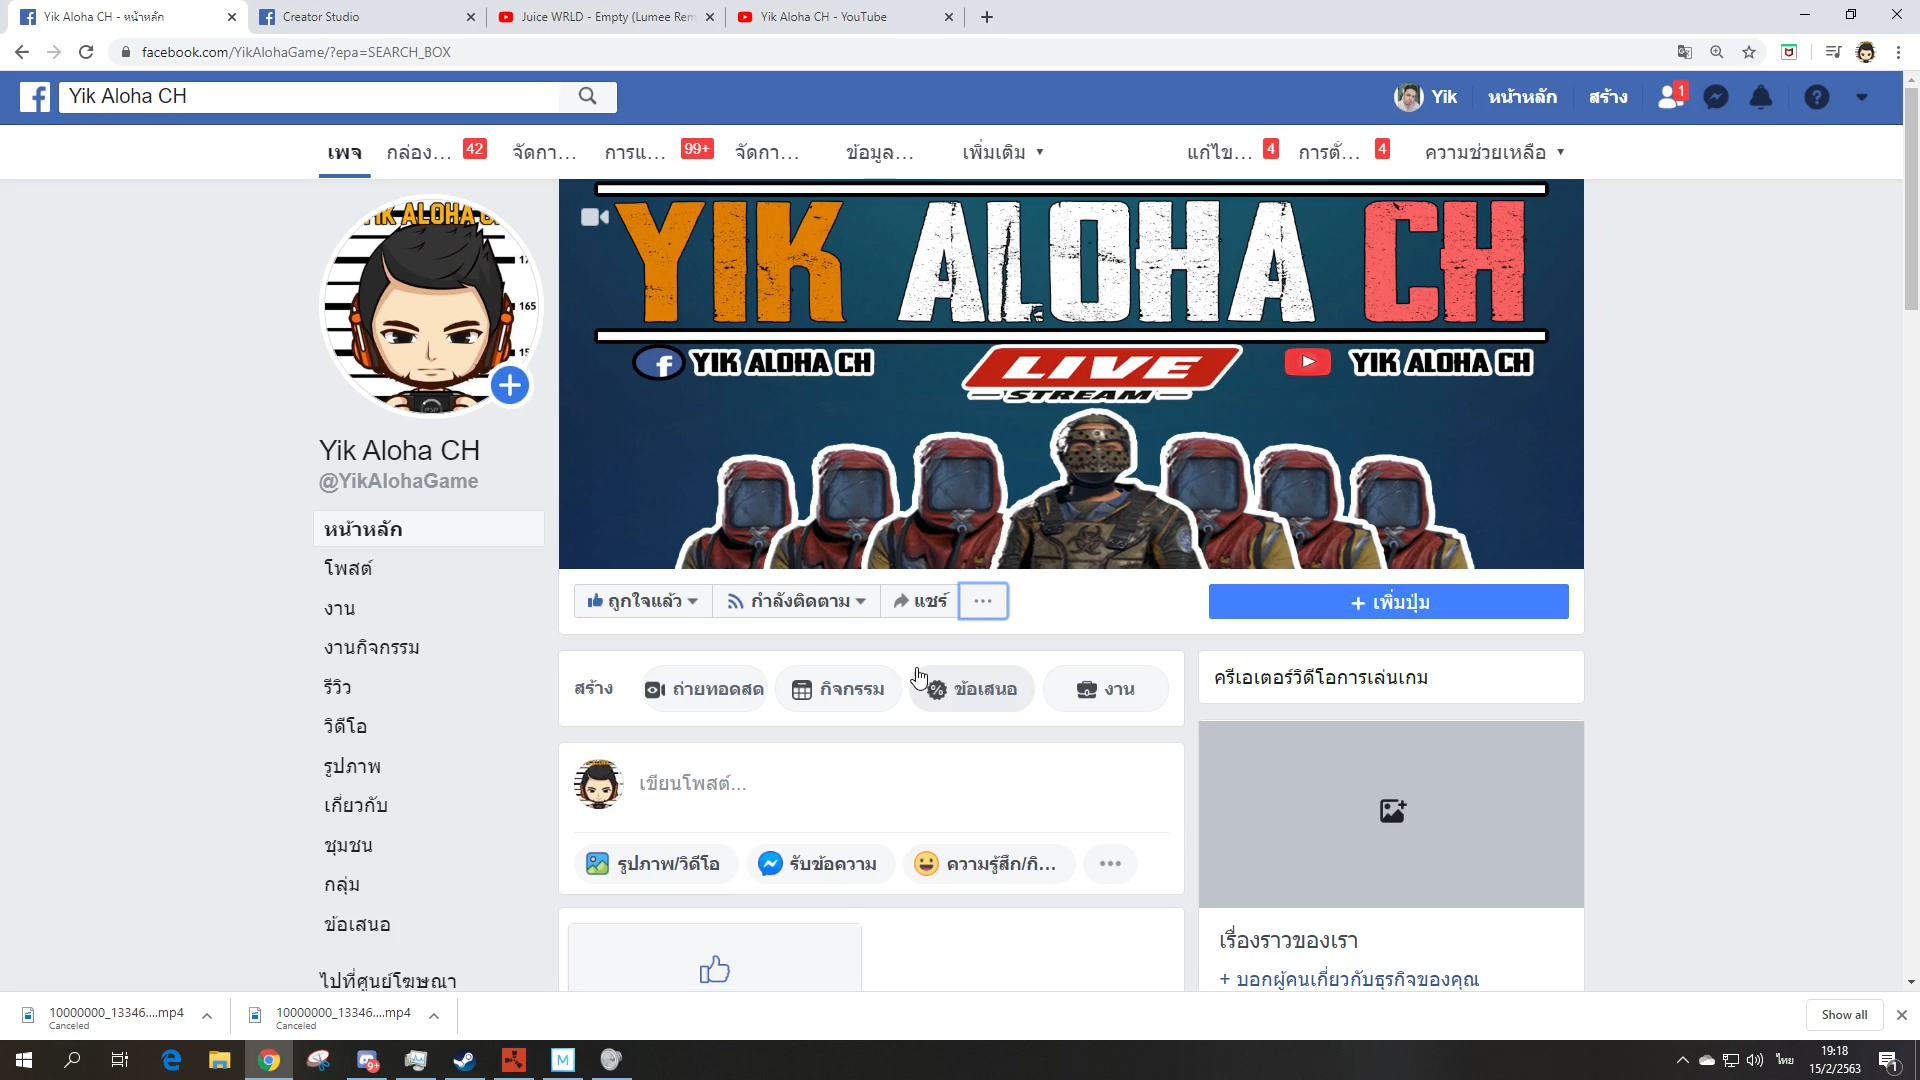 Yik Aloha CH - หน้าหลัก
Creator Studio
Juice WRLD - Empty (Lumee Rem
Yik Aloha CH - YouTube
facebook.com/YikAlohaGame/?epa=SEARCH_BOX
Yik Aloha CH
Yik
หน้าหลัก
สร้าง
1
เพจ
กล่อง...
42
จัดกา...
การแ...
99+
จัดกา...
ข้อมูล...
เพิ่มเติม
แก้ไข...
4
การตั้...
4
ความช่วยเหลือ
165
YIK ALOHA CH
YIK ALOHA CH
LIVE
STREAM
YIK ALOHA CH
Yik Aloha CH
@YikAlohaGame
หน้าหลัก
โพสต์
งาน
งานกิจกรรม
รีวิว
วิดีโอ
รูปภาพ
เกี่ยวกับ
ชุมชน
กลุ่ม
ข้อเสนอ
ไปที่ศูนย์โฆษณา
ถูกใจแล้ว
กำลังติดตาม
แชร์
...
+ เพิ่มปุ่ม
สร้าง
ถ่ายทอดสด
กิจกรรม
ข้อเสนอ
งาน
ครีเอเตอร์วิดีโอการเล่นเกม
เขียนโพสต์...
รูปภาพ/วิดีโอ
รับข้อความ
ความรู้สึก/กิ...
เรื่องราวของเรา
+ บอกผู้คนเกี่ยวกับธุรกิจของคุณ
10000000_13346....mp4
Canceled
10000000_13346....mp4
Canceled
Show all
9+
M
ไทย
19:18
15/2/2563
1